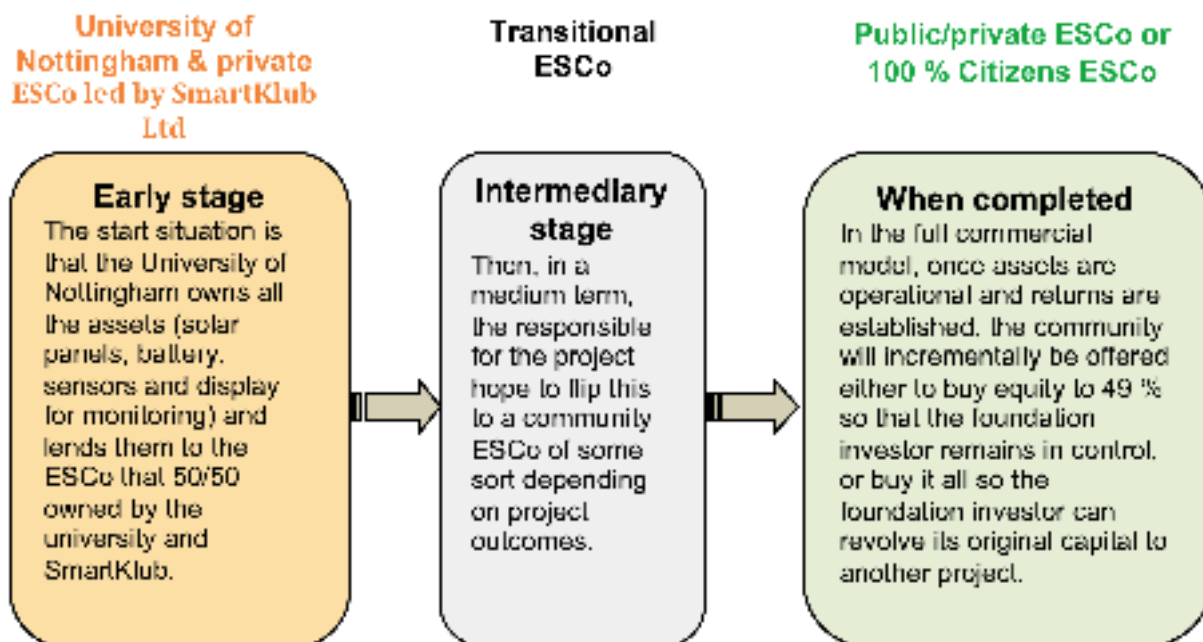 University of
Nottingham & private
ESCo led by SmartKlub
Ltd
Transitional
ESCo
Public/private ESCo or
100 % Citizens ESCo
Early stage
The start situation is
that the University of
Nottingham owns all
the assets (solar
panels, battery,
sensors and display
for monitoring) and
lends them to the
ESCo that 50/50
owned by the
university and
SmartKlub.
Intermediary
stage
Then, in a
medium term,
the responsible
for the project
hope to flip this
to a community
ESCo of some
sort depending
on project
outcomes.
When completed
In the full commercial
model, once assets are
operational and returns are
established, the community
will incrementally be offered
either to buy equity to 49 %
so that the foundation
investor remains in control,
or buy it all so the
foundation investor can
revolve its original capital to
another project.